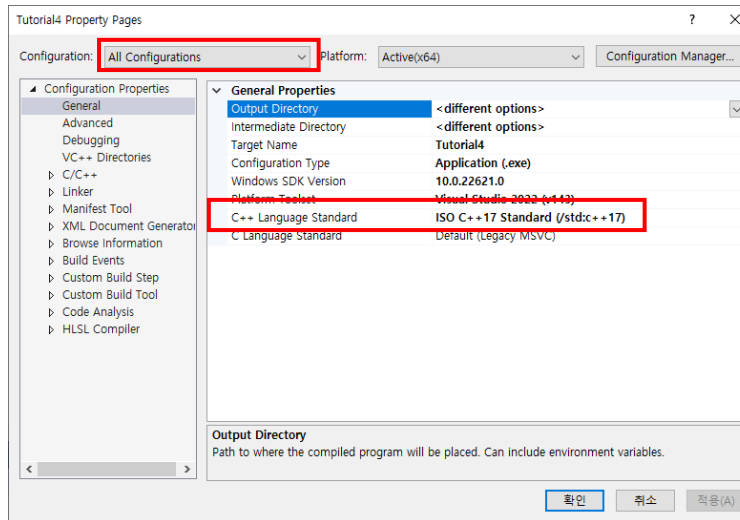 Tutorial4 Property Pages ? X
Configuration: All Configurations Platform: Active(x64) Configuration Manager...
Configuration Properties
General
Advanced
Debugging
VC++ Directories
C/C++
Linker
Manifest Tool
XML Document Generator
Browse Information
Build Events
Custom Build Step
Custom Build Tool
Code Analysis
HLSL Compiler
General Properties
Output Directory <different options>
Intermediate Directory <different options>
Target Name Tutorial4
Configuration Type Application (.exe)
Windows SDK Version 10.0.22621.0
Platform Toolset Visual Studio 2022 (v143)
C++ Language Standard ISO C++17 Standard (/std:c++17)
C Language Standard Default (Legacy MSVC)
Output Directory
Path to where the compiled program will be placed. Can include environment variables.
확인 취소 적용(A)